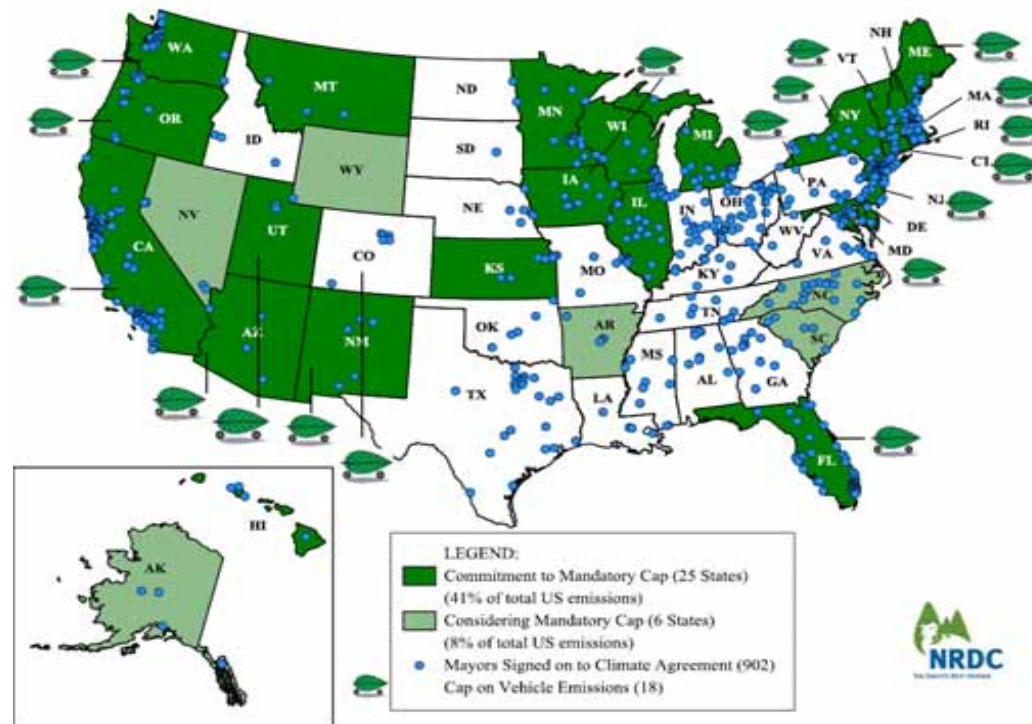 NH
ME
VT
WA
MT
ND
MN
MA
OR
NY
WI
MI
RI
ID
SD
CT
WY
PA
IA
NJ
NE
OH
NV
IL
IN
DE
UT
WV
CA
CO
VA
MD
KS
MO
KY
NC
TN
OK
AR
AZ
NM
SC
MS
AL
GA
TX
LA
FL
HI
AK
LEGEND:
Commitment to Mandatory Cap (25 States)
(41% of total US emissions)
Considering Mandatory Cap (6 States)
(8% of total US emissions)
Mayors Signed on to Climate Agreement (902)
Cap on Vehicle Emissions (18)
NRDC
THE EARTH'S BEST DEFENSE